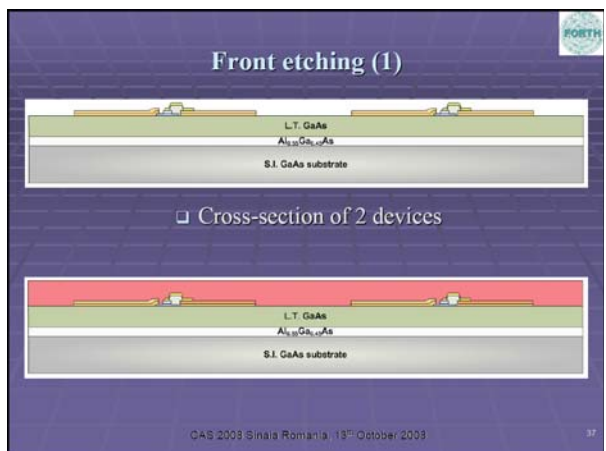 FORTH
Front etching (1)
L.T. GaAs
S.I. GaAs substrate
Cross-section of 2 devices
L.T. GaAs
S.I. GaAs substrate
CAS 2008 Sinaia Romania, 13th October 2008
37